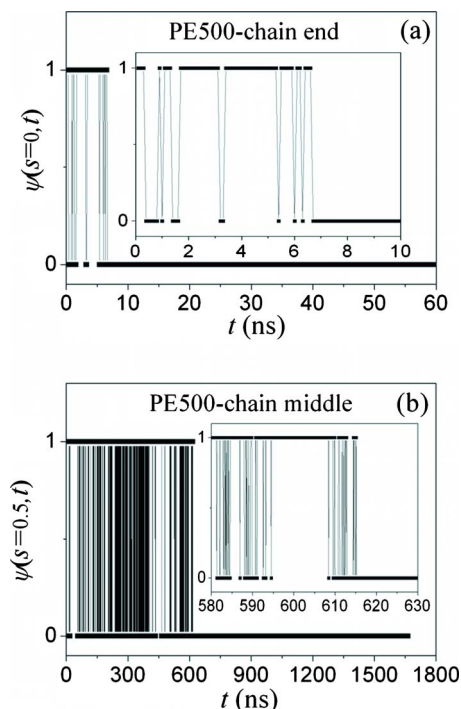 PE500-chain end (a)
1
0
ψ(s=0,t)
1
0
0 2 4 6 8 10
0 10 20 30 40 50 60
t (ns)
PE500-chain middle (b)
1
0
ψ(s=0.5,t)
1
0
580 590 600 610 620 630
0 300 600 900 1200 1500 1800
t (ns)